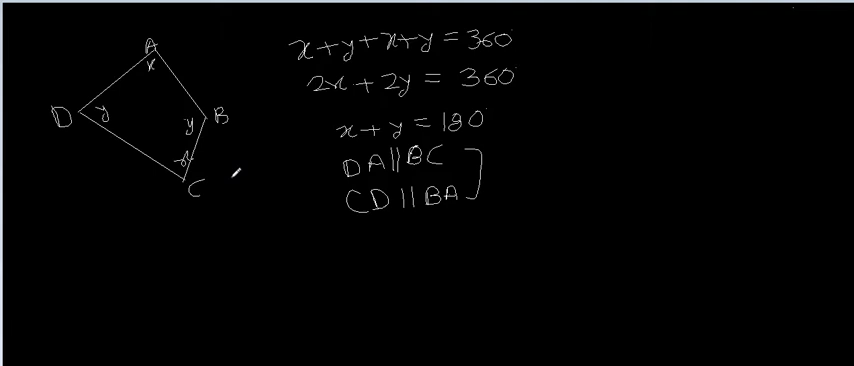 A
x
D y
y B
x
C
x+y+x+y=360°
2x+2y = 360°
x+y=180°
DA||BC
CD||BA